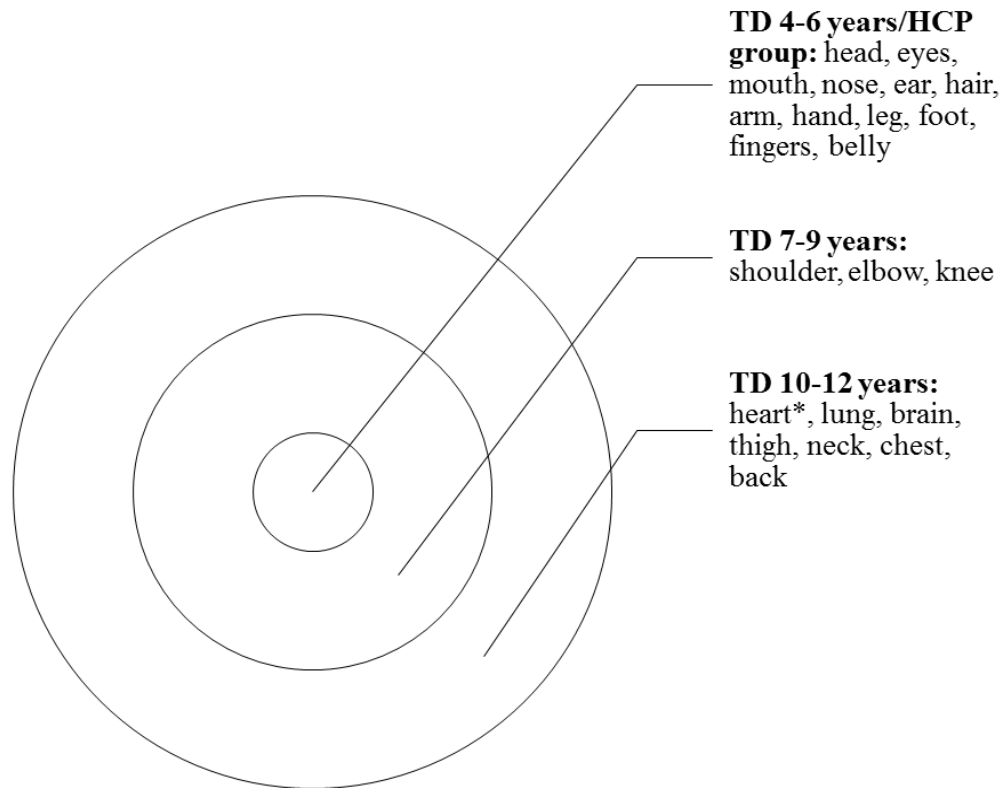 TD 4-6 years/HCP
group: head, eyes,
mouth, nose, ear, hair,
arm, hand, leg, foot,
fingers, belly
TD 7-9 years:
shoulder, elbow, knee
TD 10-12 years:
heart*, lung, brain,
thigh, neck, chest,
back